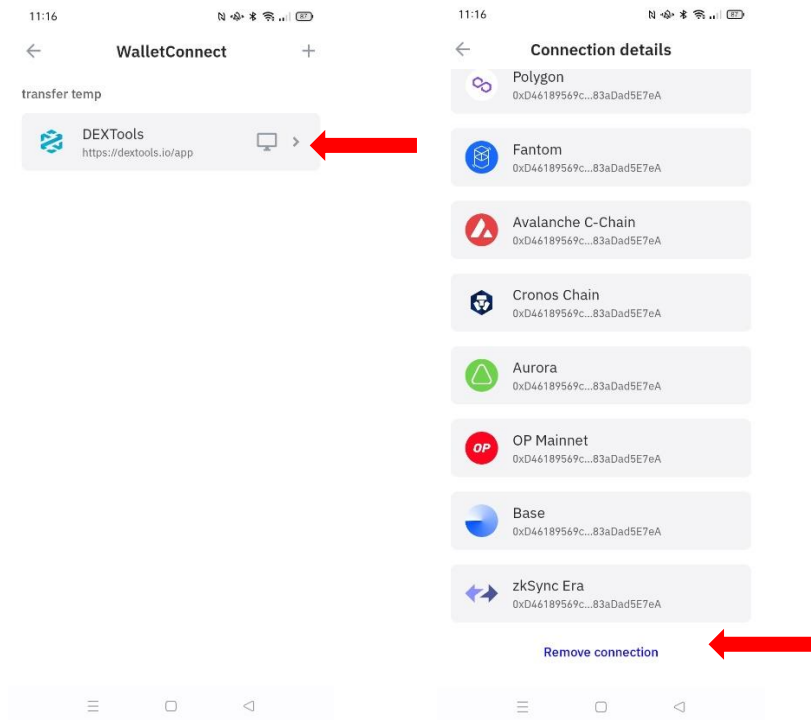 11:16
87
WalletConnect
transfer temp
DEXTools
https://dextools.io/app
11:16
87
Connection details
Polygon
0xD46189569c...83aDad5E7eA
Fantom
0xD46189569c...83aDad5E7eA
Avalanche C-Chain
0xD46189569c...83aDad5E7eA
Cronos Chain
0xD46189569c...83aDad5E7eA
Aurora
0xD46189569c...83aDad5E7eA
OP
OP Mainnet
0xD46189569c...83aDad5E7eA
Base
0xD46189569c...83aDad5E7eA
zkSync Era
0xD46189569c...83aDad5E7eA
Remove connection